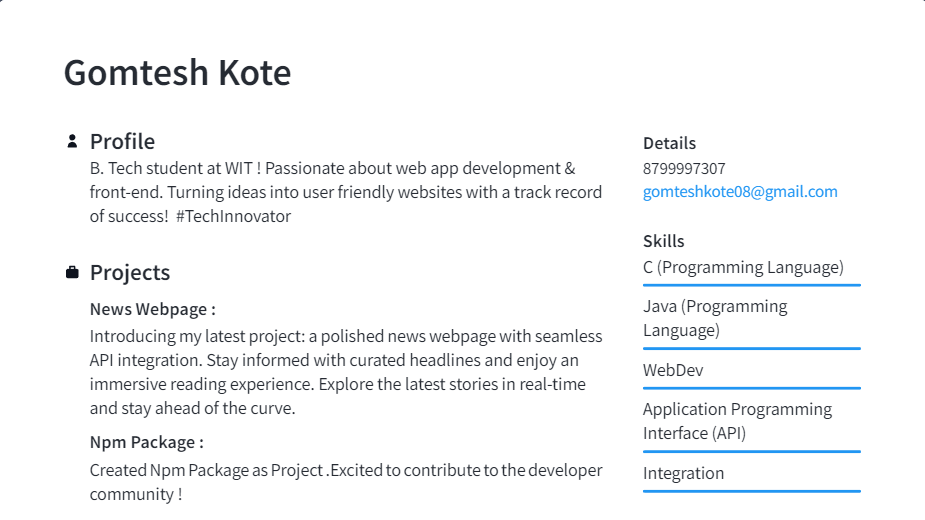 Gomtesh Kote
Profile
B. Tech student at WIT ! Passionate about web app development &
front-end. Turning ideas into user friendly websites with a track record
of success!  #TechInnovator
Projects
News Webpage :
Introducing my latest project: a polished news webpage with seamless
API integration. Stay informed with curated headlines and enjoy an
immersive reading experience. Explore the latest stories in real-time
and stay ahead of the curve.
Npm Package :
Created Npm Package as Project .Excited to contribute to the developer
community !
Details
8799997307
gomteshkote08@gmail.com
Skills
C (Programming Language)
Java (Programming
Language)
WebDev
Application Programming
Interface (API)
Integration